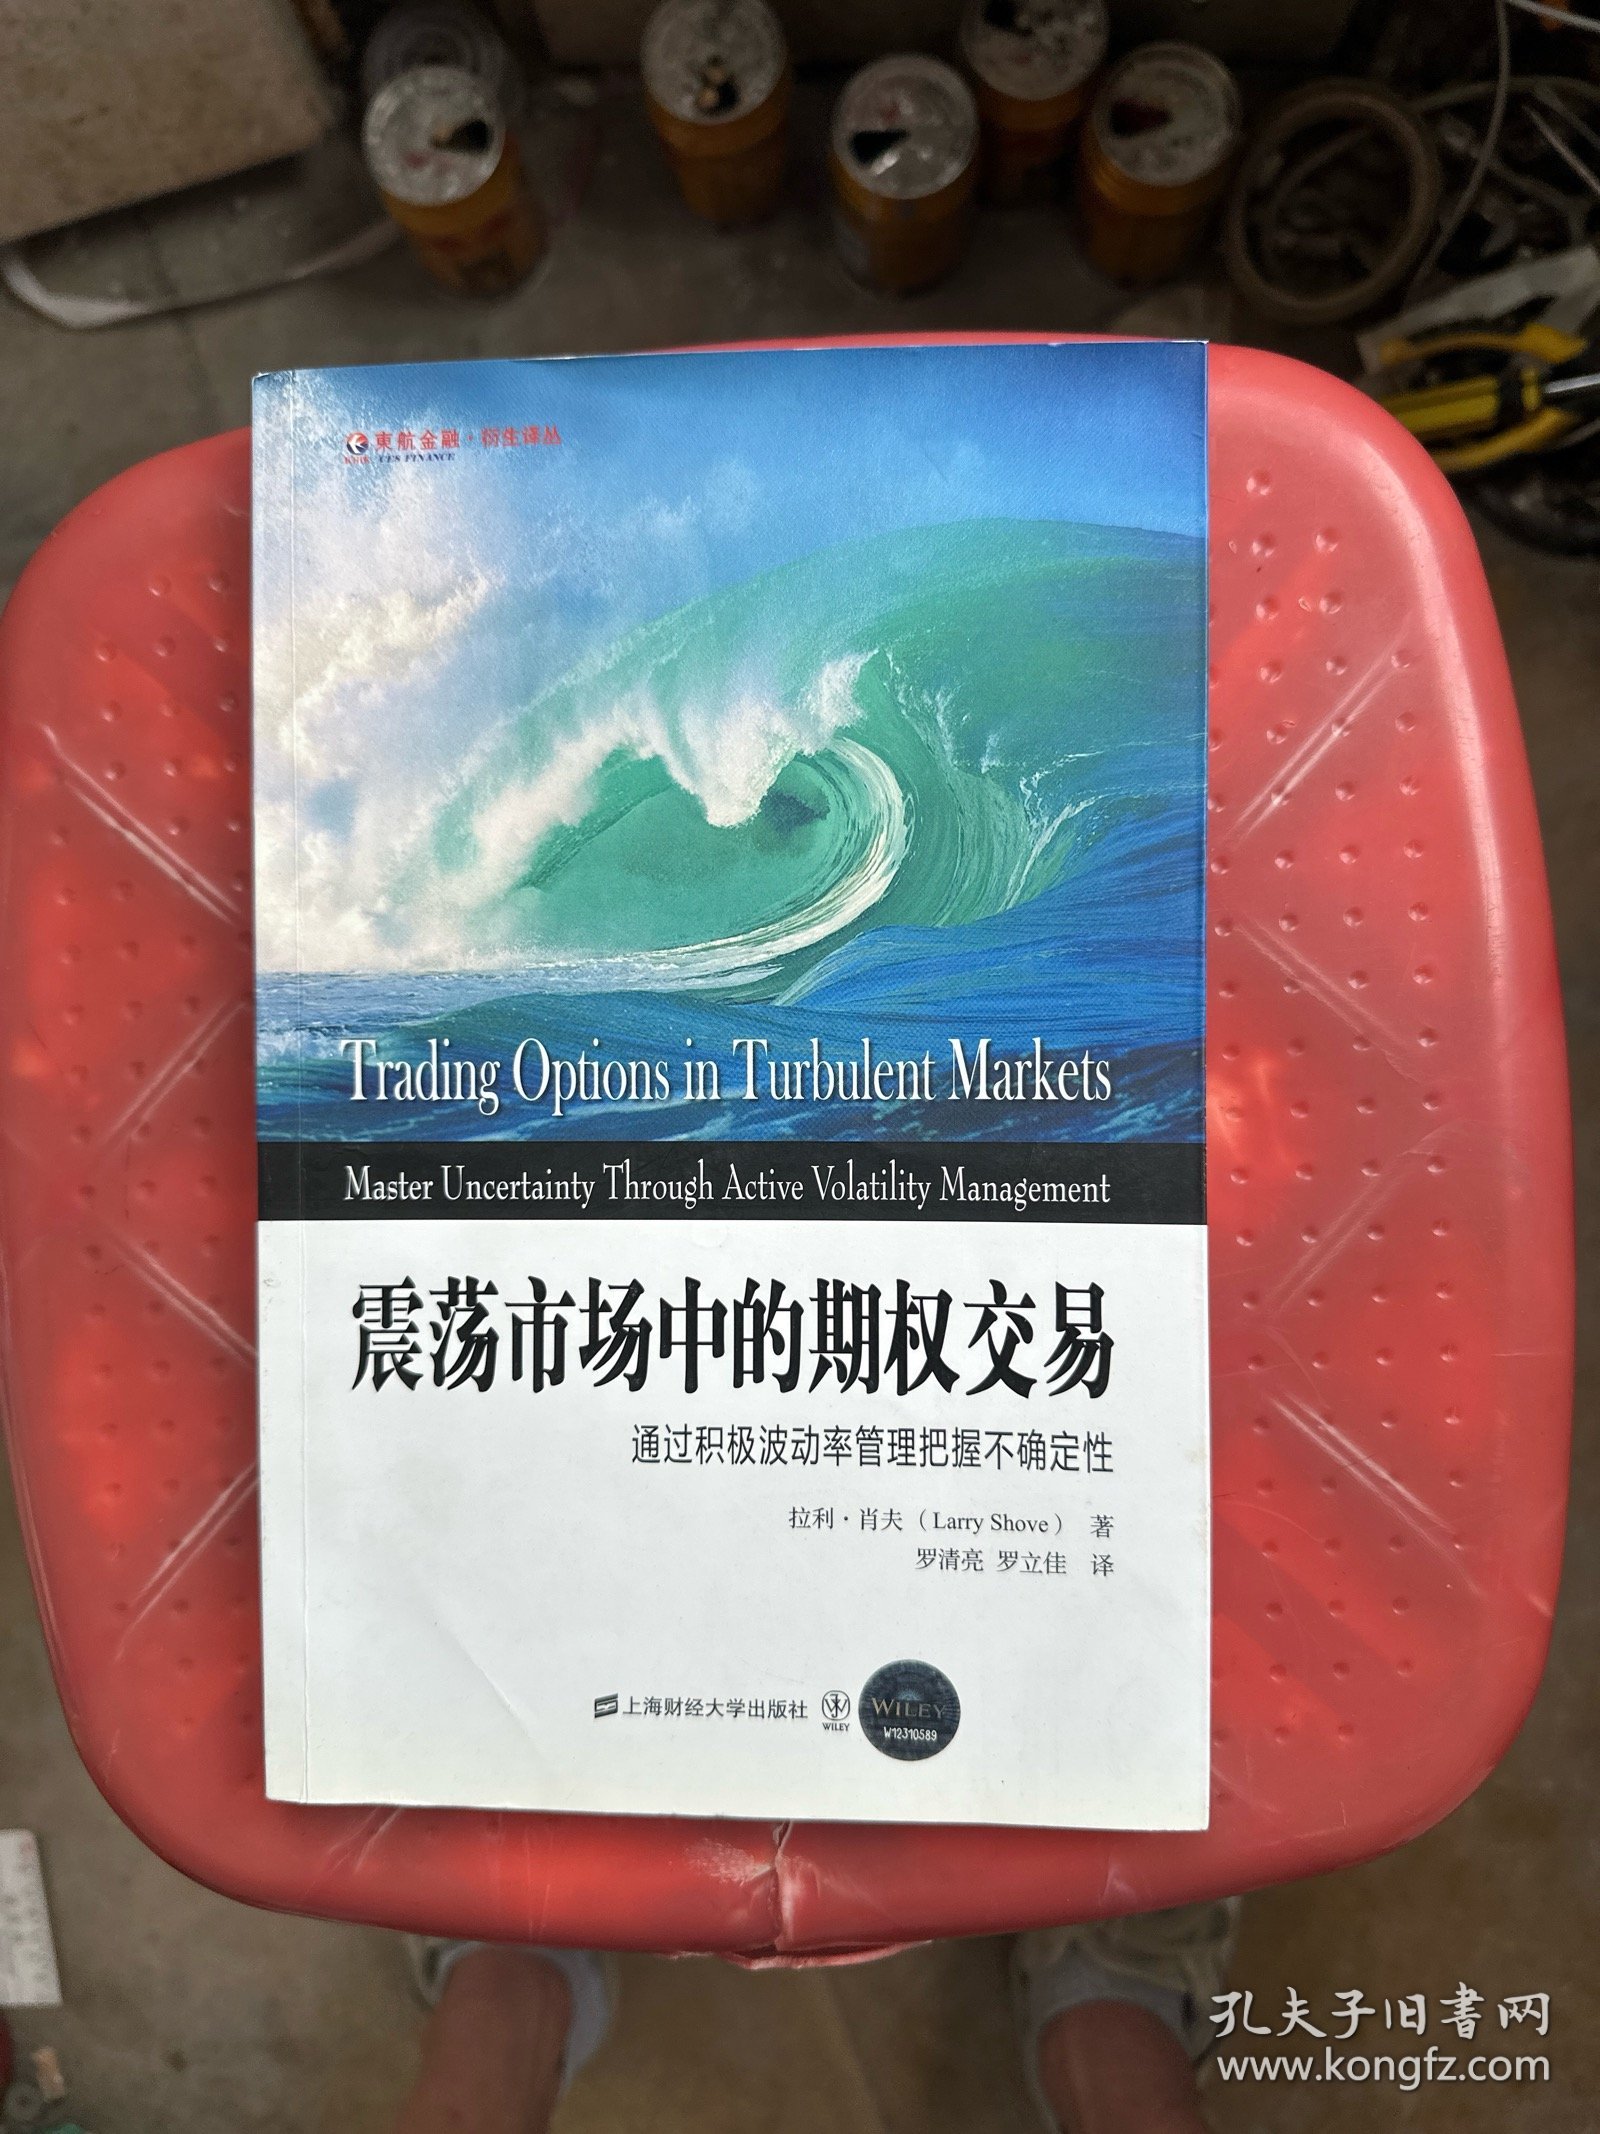 東航金融·衍生译丛
CES FINANCE
Trading Options in Turbulent Markets
Master Uncertainty Through Active Volatility Management
震荡市场中的期权交易
通过积极波动率管理把握不确定性
拉利·肖夫（Larry Shove） 著
罗清亮 罗立佳 译
上海财经大学出版社
WILEY
WILEY
W12310589
孔夫子旧書网
www.kongfz.com